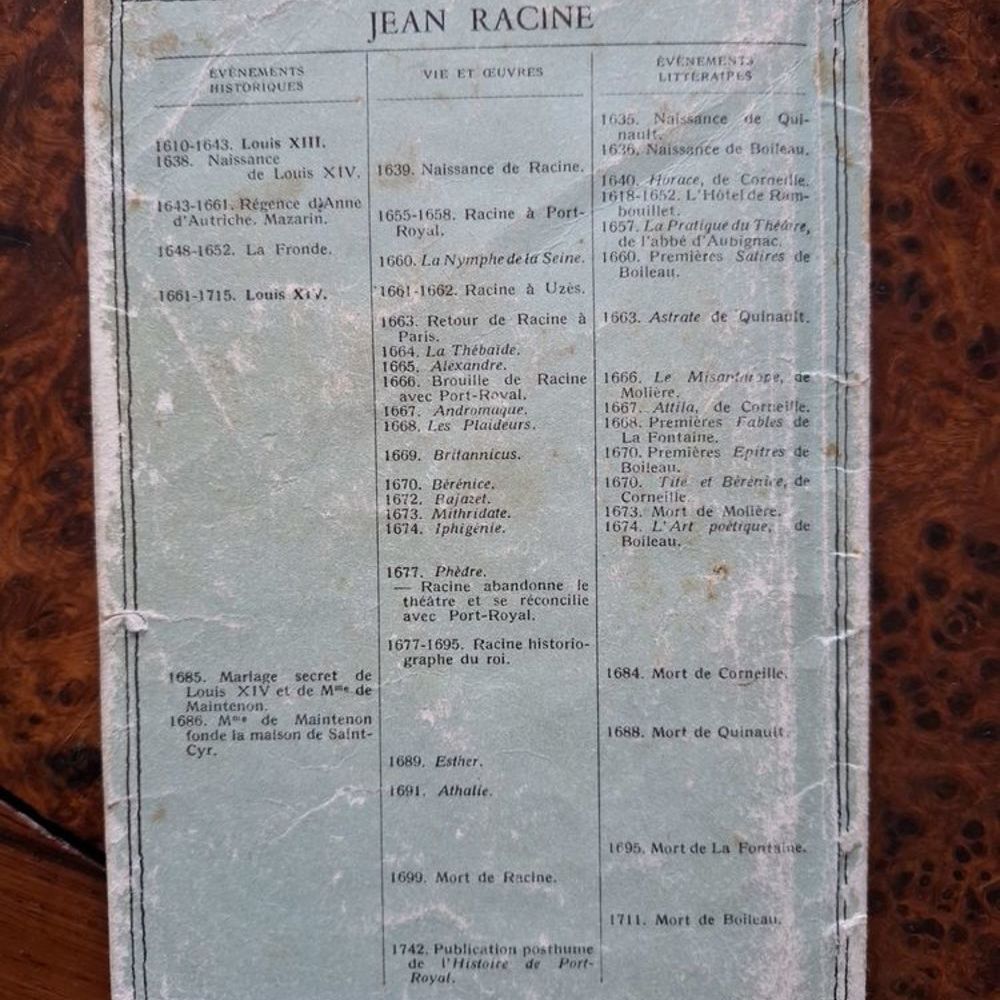 JEAN RACINE
ÉVÉNEMENTS
HISTORIQUES
1610-1643. Louis XIII.
1638. Naissance
de Louis XIV.
1643-1661. Régence d'Anne
d'Autriche. Mazarin.
1648-1652. La Fronde.
1661-1715. Louis XIV.
1685. Mariage secret de
Louis XIV et de Mme de
Maintenon.
1686. Mme de Maintenon
fonde la maison de Saint-
Cyr.
VIE ET ŒUVRES
1639. Naissance de Racine.
1655-1658. Racine à Port-
Royal.
1660. La Nymphe de la Seine.
1661-1662. Racine à Uzès.
1663. Retour de Racine à
Paris.
1664. La Thébaïde.
1665. Alexandre.
1666. Brouille de Racine
avec Port-Royal.
1667. Andromaque.
1668. Les Plaideurs.
1669. Britannicus.
1670. Bérénice.
1672. Bajazet.
1673. Mithridate.
1674. Iphigénie.
1677. Phèdre.
— Racine abandonne le
théâtre et se réconcilie
avec Port-Royal.
1677-1695. Racine historio-
graphe du roi.
1689. Esther.
1691. Athalie.
1699. Mort de Racine.
1742. Publication posthume
de l'Histoire de Port-
Royal.
ÉVÉNEMENTS
LITTÉRAIRES
1635. Naissance de Qui-
nault.
1636. Naissance de Boileau.
1640. Horace, de Corneille.
1618-1652. L'Hôtel de Ram-
bouillet.
1657. La Pratique du Théâtre,
de l'abbé d'Aubignac.
1660. Premières Satires de
Boileau.
1663. Astrate de Quinault.
1666. Le Misanthrope, de
Molière.
1667. Attila, de Corneille.
1668. Premières Fables de
La Fontaine.
1670. Premières Epîtres de
Boileau.
1670. Tite et Bérénice, de
Corneille.
1673. Mort de Molière.
1674. L'Art poétique, de
Boileau.
1684. Mort de Corneille.
1688. Mort de Quinault.
1695. Mort de La Fontaine.
1711. Mort de Boileau.